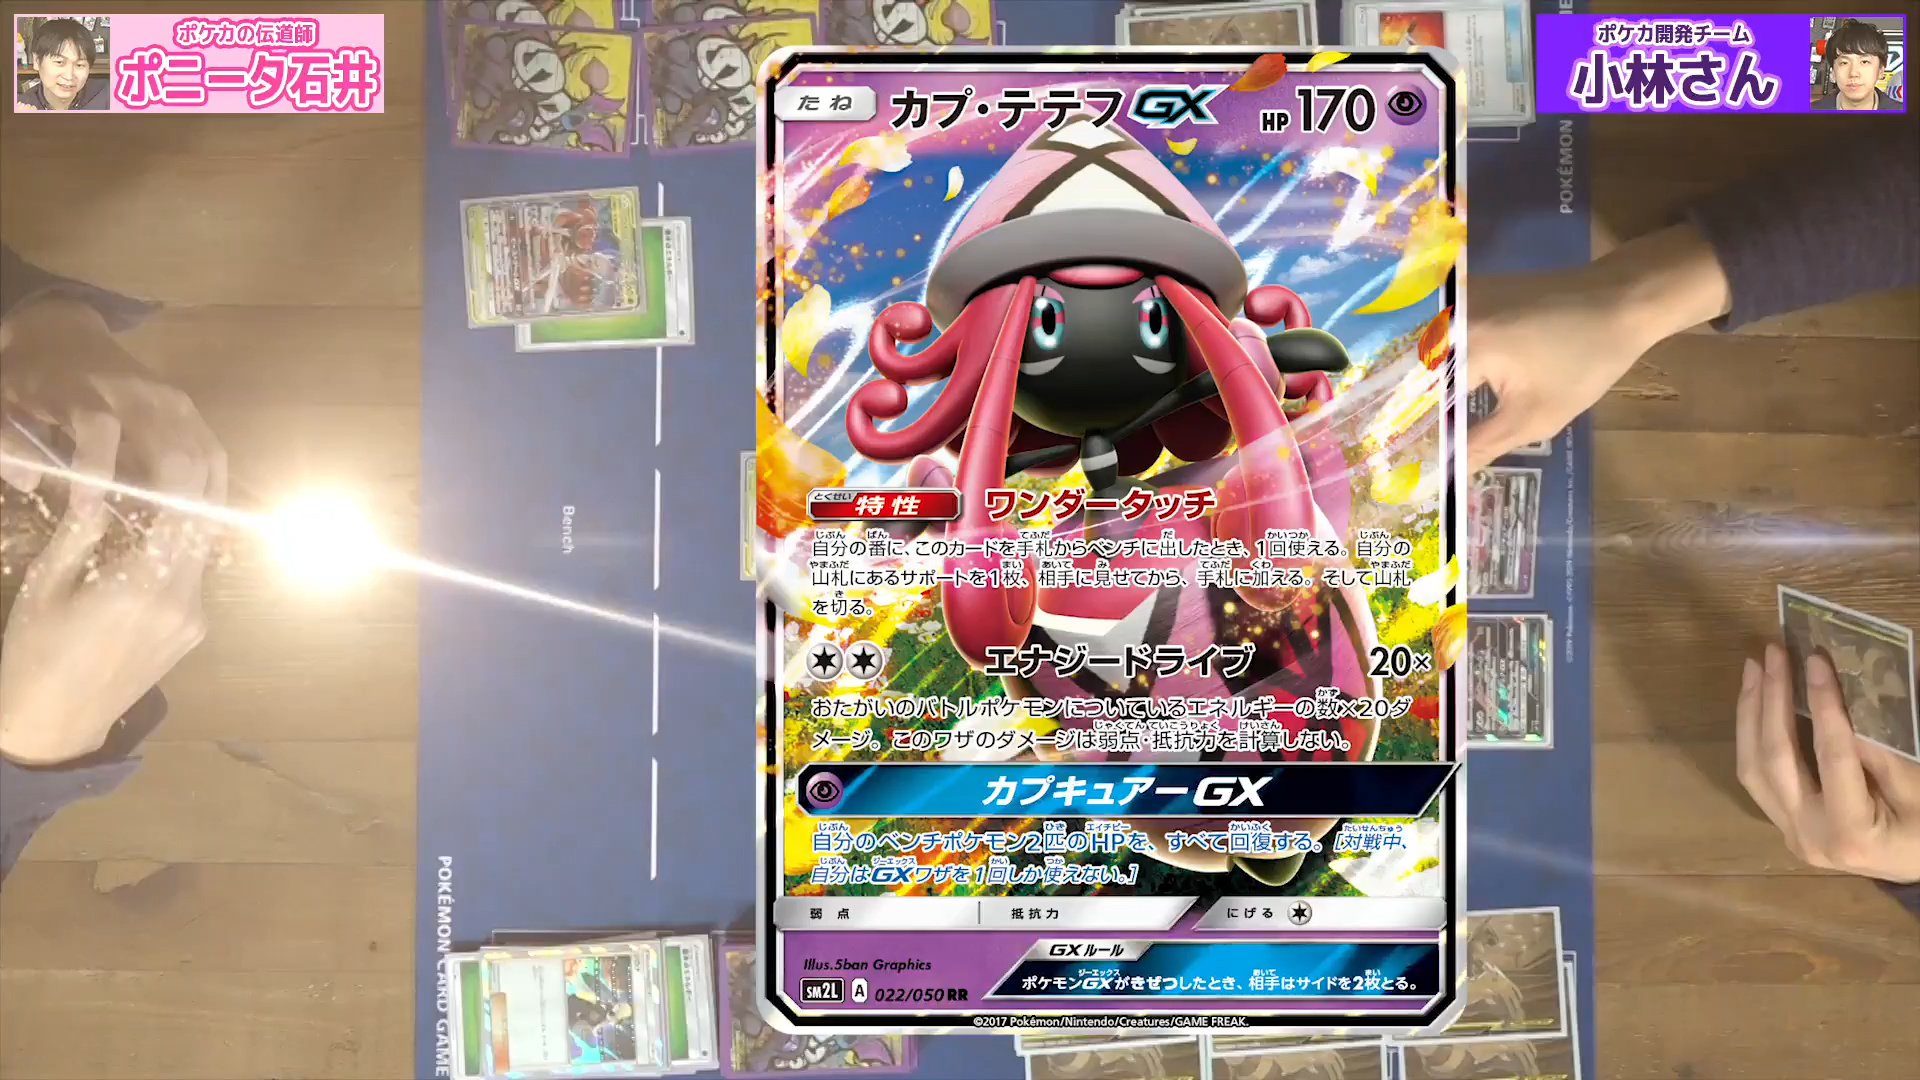 ポケカの伝道師
ポニータ石井
ポケカ開発チーム
小林さん
たね
カプ・テテフGX
HP 170
とくせい
特性
ワンダータッチ
自分の番に、このカードを手札からベンチに出したとき、1回使える。自分の
山札にあるサポートを1枚、相手に見せてから、手札に加える。そして山札
を切る。
エナジードライブ
20×
おたがいのバトルポケモンについているエネルギーの数×20ダ
メージ。このワザのダメージは弱点・抵抗力を計算しない。
カプキュアーGX
自分のベンチポケモン2匹のHPを、すべて回復する。[対戦中、
自分はGXワザを1回しか使えない。]
弱点
抵抗力
にげる
GXルール
ポケモンGXがきぜつしたとき、相手はサイドを2枚とる。
Illus.5ban Graphics
SM2L A 022/050 RR
©2017 Pokémon/Nintendo/Creatures/GAME FREAK.
Bench
POKÉMON CARD GAME
POKÉMON